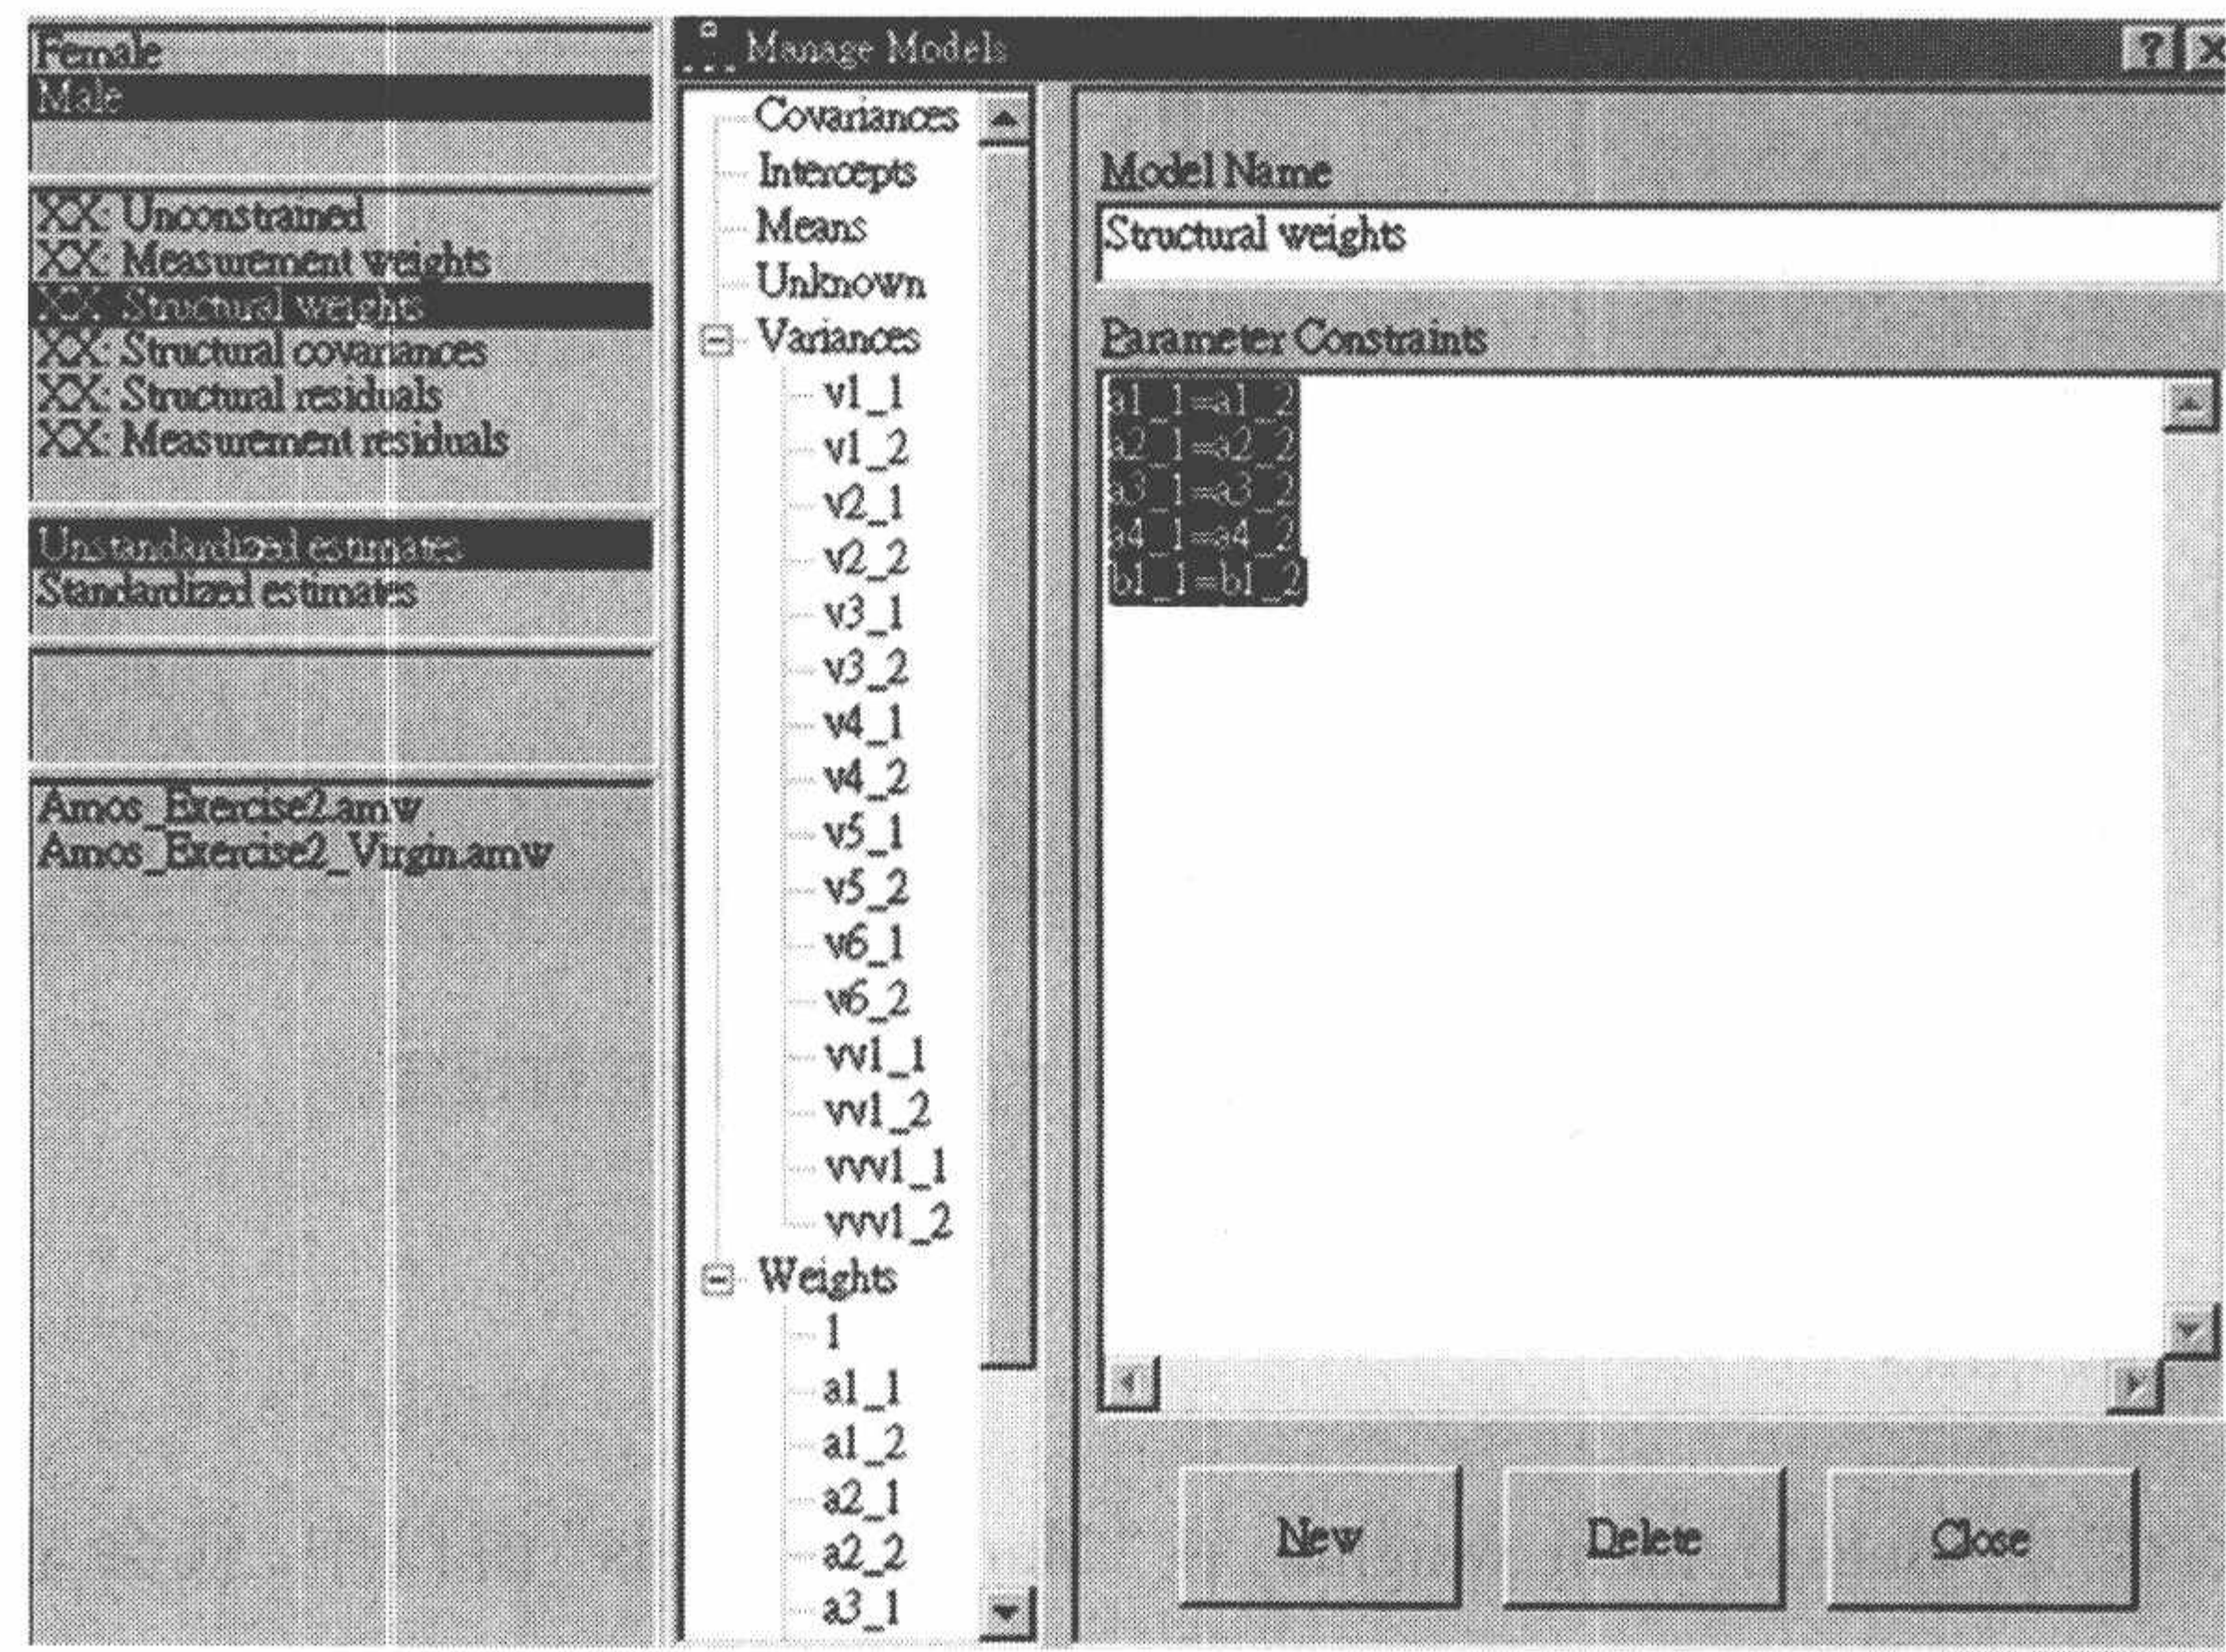 Female
Male
XX: Unconstrained
XX: Measurement weights
XX: Structural weights
XX: Structural covariances
XX: Structural residuals
XX: Measurement residuals
Unstandardized estimates
Standardized estimates
Amos_Exercise2.amw
Amos_Exercise2_Virgin.amw
Manage Models
? X
Covariances
Intercepts
Means
Unknown
Variances
v1_1
v1_2
v2_1
v2_2
v3_1
v3_2
v4_1
v4_2
v5_1
v5_2
v6_1
v6_2
vv1_1
vv1_2
vvv1_1
vvv1_2
Weights
1
a1_1
a1_2
a2_1
a2_2
a3_1
Model Name
Structural weights
Parameter Constraints
a1_1=a1_2
a2_1=a2_2
a3_1=a3_2
a4_1=a4_2
b1_1=b1_2
New Delete Close